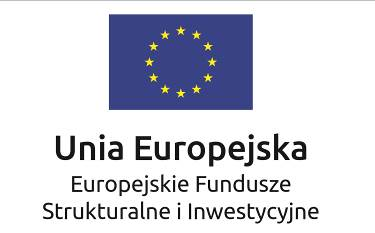 Unia Europejska
Europejskie Fundusze
Strukturalne i Inwestycyjne